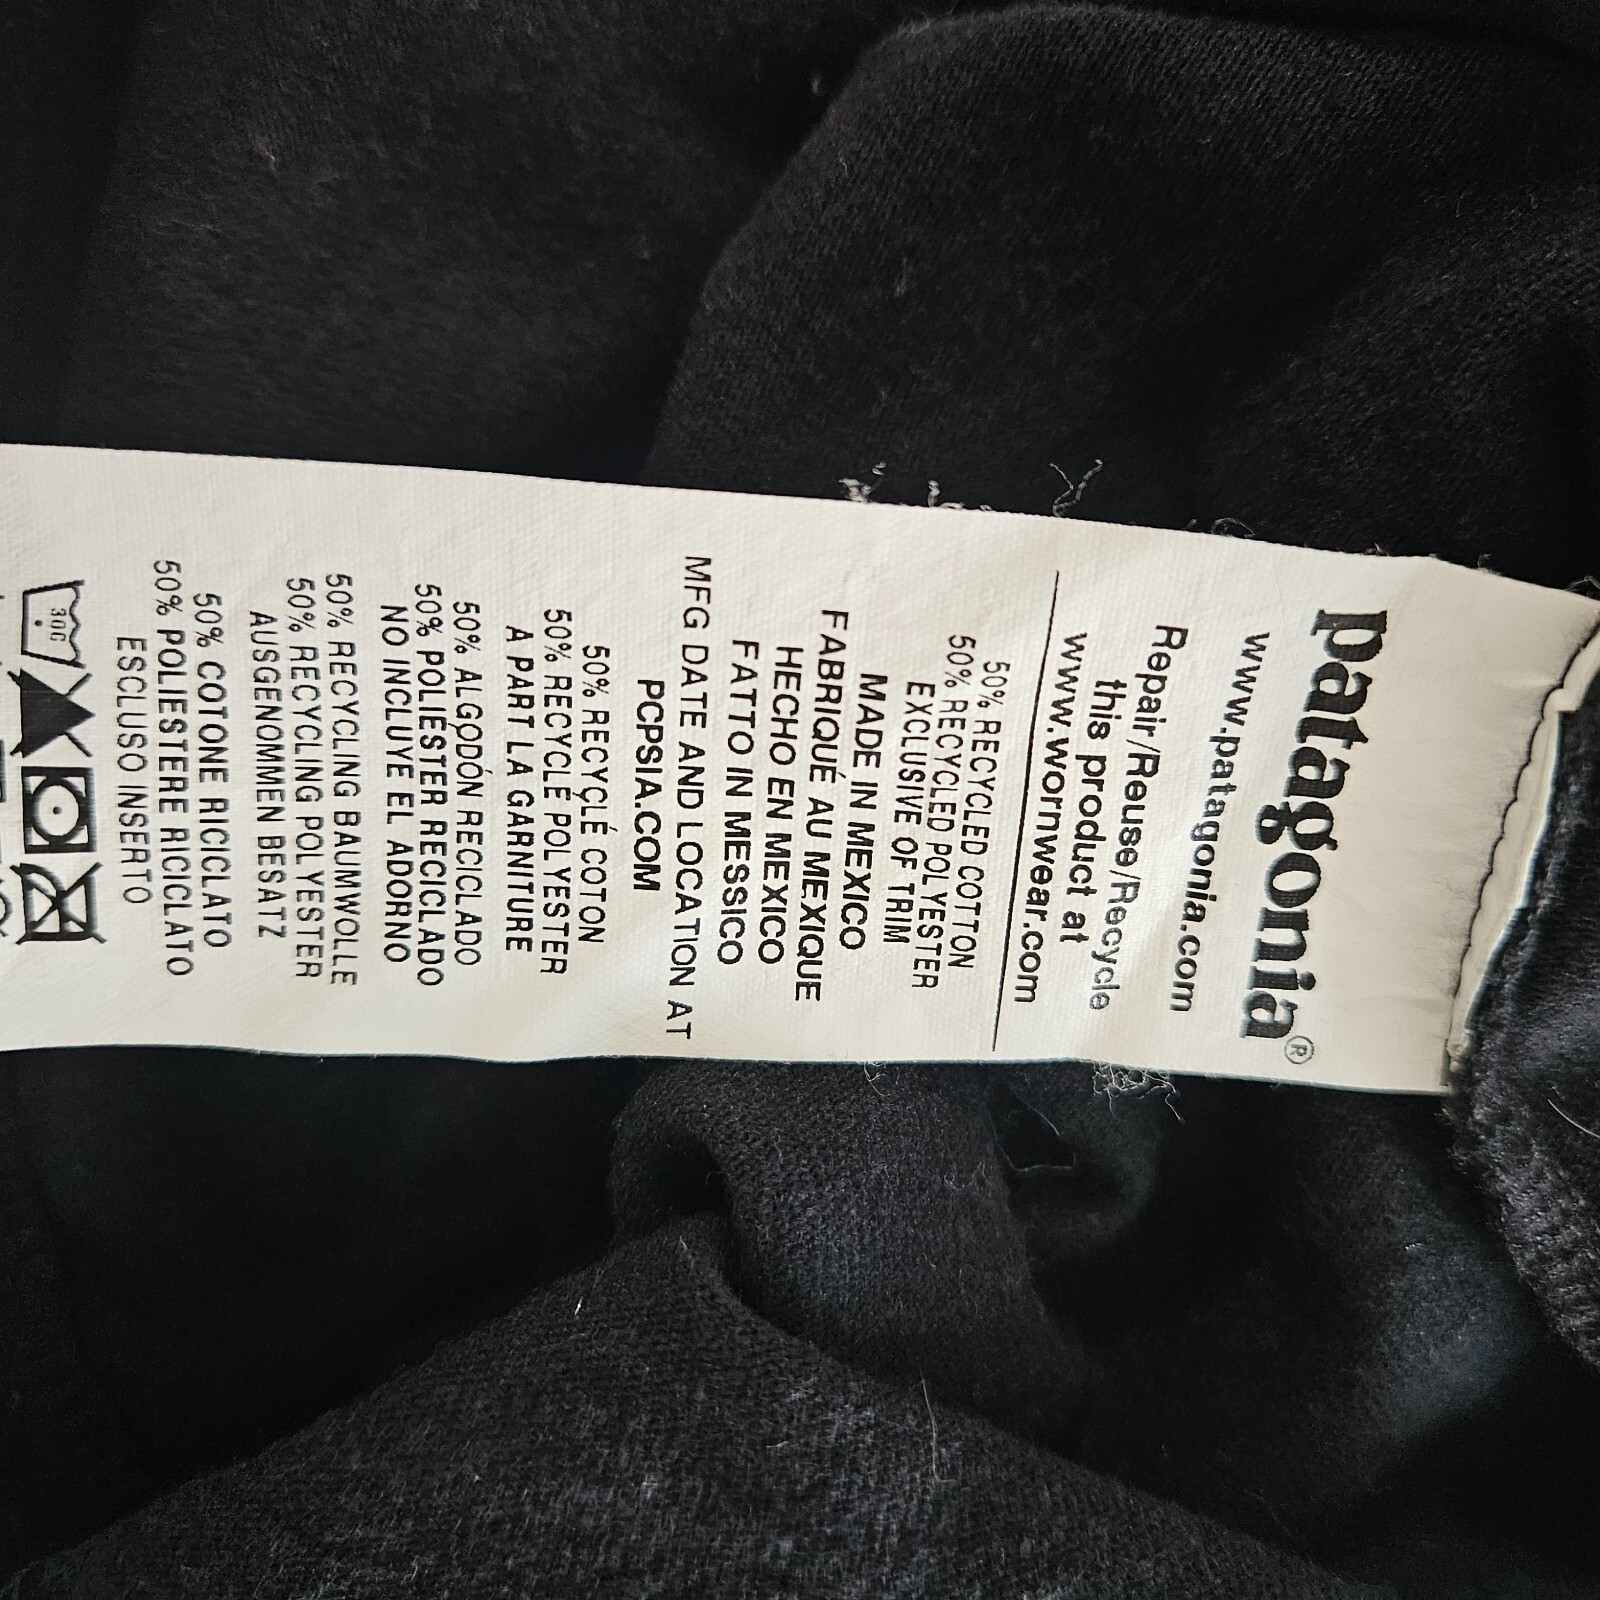 patagonia®
www.patagonia.com
Repair/Reuse/Recycle
this product at
www.wornwear.com
50% RECYCLED COTTON
50% RECYCLED POLYESTER
EXCLUSIVE OF TRIM
MADE IN MEXICO
FABRIQUÉ AU MEXIQUE
HECHO EN MEXICO
FATTO IN MESSICO
MFG DATE AND LOCATION AT
PCPSIA.COM
50% RECYCLÉ COTON
50% RECYCLÉ POLYESTER
À PART LA GARNITURE
50% ALGODÓN RECICLADO
50% POLIÉSTER RECICLADO
NO INCLUYE EL ADORNO
50% RECYCLING BAUMWOLLE
50% RECYCLING POLYESTER
AUSGENOMMEN BESATZ
50% COTONE RICICLATO
50% POLIESTERE RICICLATO
ESCLUSO INSERTO
30C